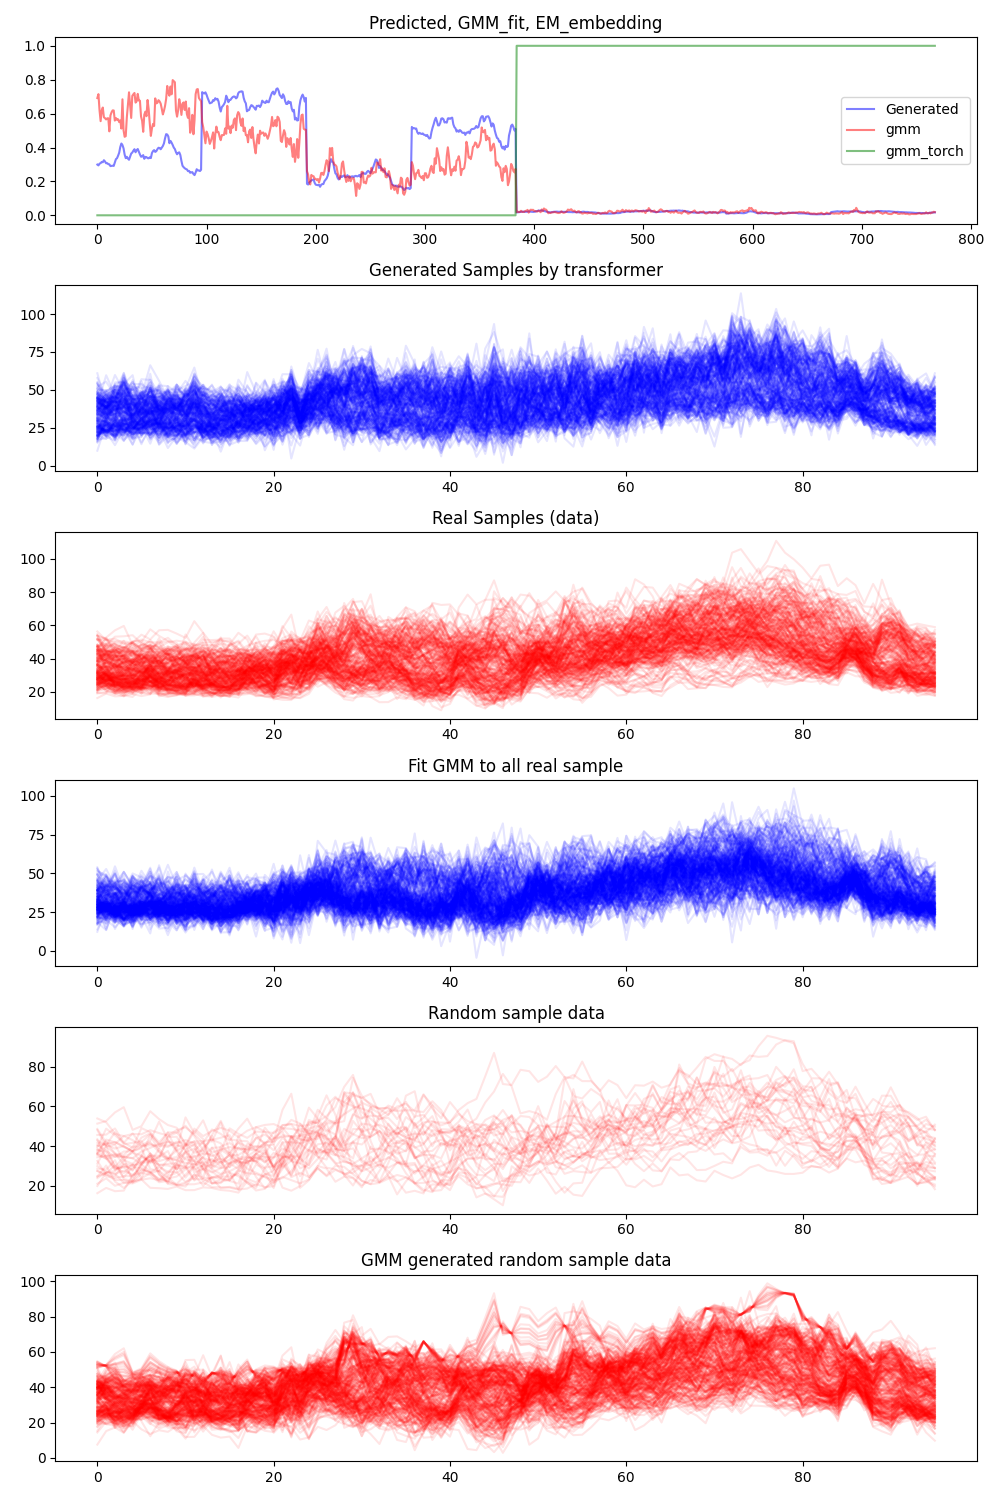 Predicted, GMM_fit, EM_embedding
1.0
0.8
0.6
0.4
0.2
0.0
Generated
gmm
gmm_torch
0 100 200 300 400 500 600 700 800
Generated Samples by transformer
100
75
50
25
0
0 20 40 60 80
Real Samples (data)
100
80
60
40
20
0 20 40 60 80
Fit GMM to all real sample
100
75
50
25
0
0 20 40 60 80
Random sample data
80
60
40
20
0 20 40 60 80
GMM generated random sample data
100
80
60
40
20
0
0 20 40 60 80